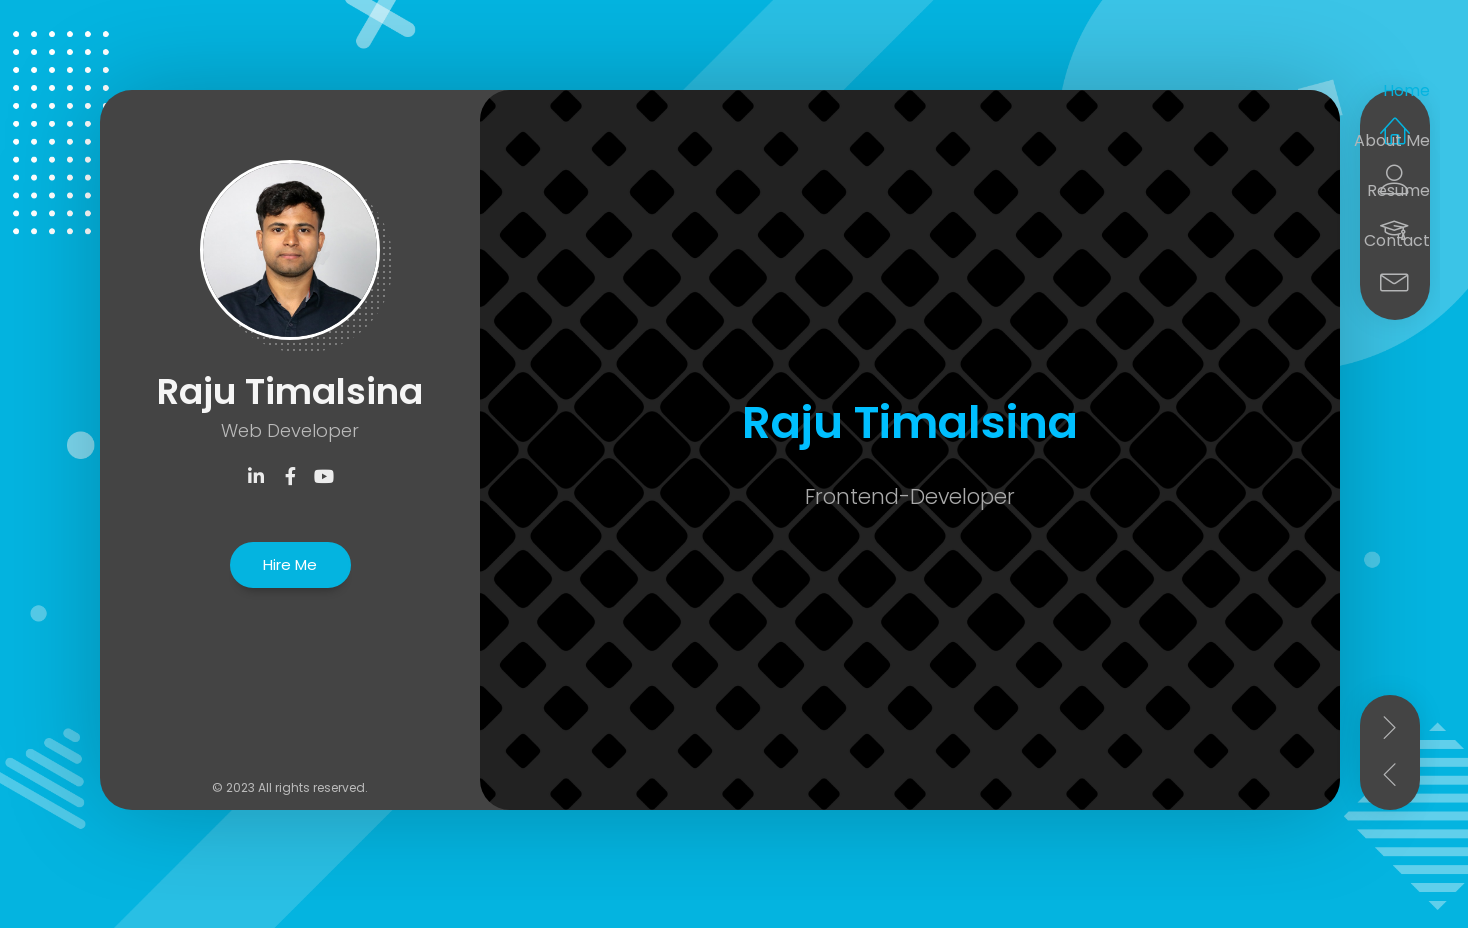 Raju Timalsina
Web Developer
in
Hire Me
© 2023 All rights reserved.
Raju Timalsina
Frontend-Developer
Home
About Me
Resume
Contact